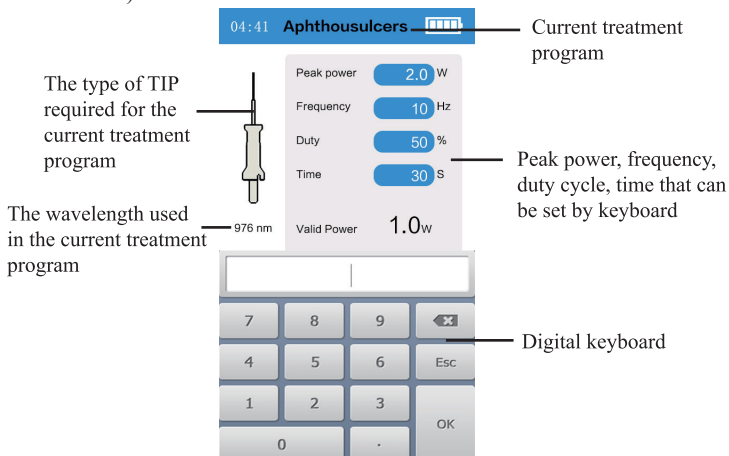 04:41 Aphthousulcers
Current treatment
program
The type of TIP
required for the
current treatment
program
Peak power 2.0 W
Frequency 10 Hz
Duty 50 %
Time 30 S
Peak power, frequency,
duty cycle, time that can
be set by keyboard
The wavelength used
in the current treatment
program
976 nm
Valid Power 1.0w
7 8 9
4 5 6 Esc
1 2 3
OK
0 .
Digital keyboard